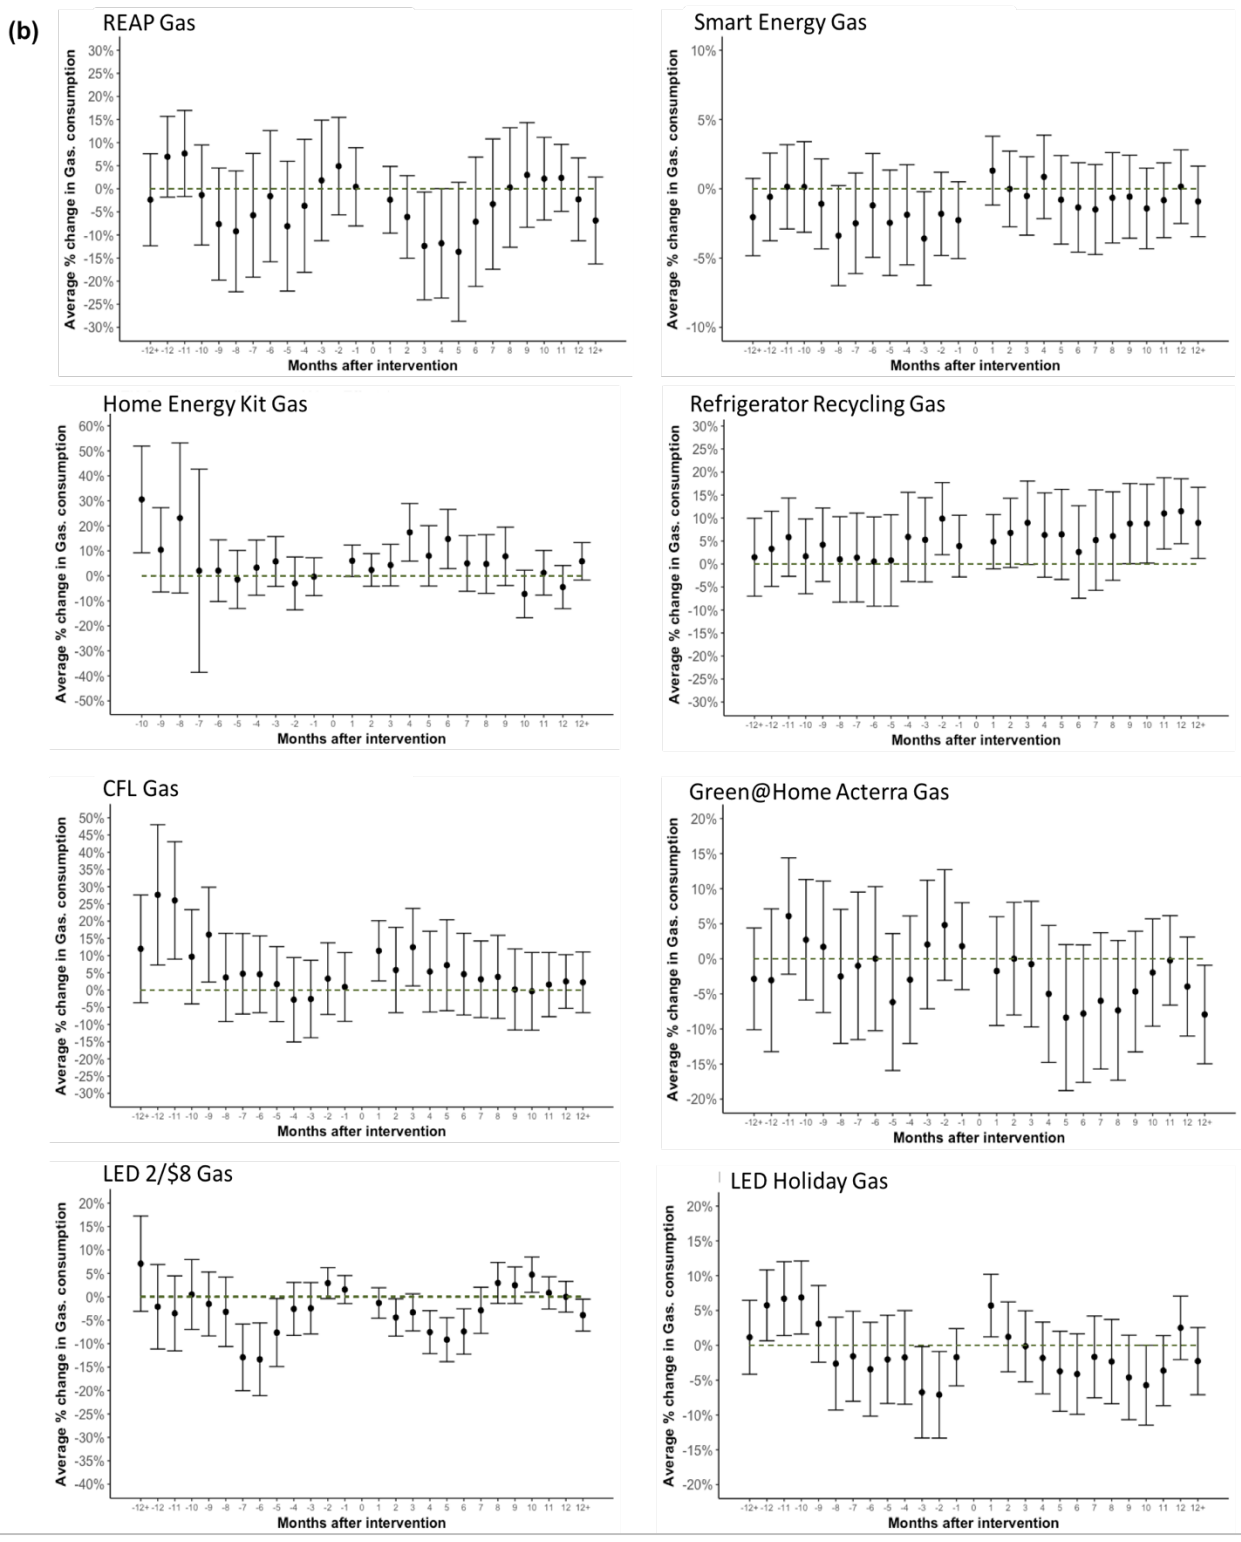 (b)
REAP Gas
Average % change in Gas. consumption
30%
25%
20%
15%
10%
5%
0%
-5%
-10%
-15%
-20%
-25%
-30%
-12+ -12 -11 -10 -9 -8 -7 -6 -5 -4 -3 -2 -1 0 1 2 3 4 5 6 7 8 9 10 11 12 12+
Months after intervention
Smart Energy Gas
Average % change in Gas. consumption
10%
5%
0%
-5%
-10%
-12+ -12 -11 -10 -9 -8 -7 -6 -5 -4 -3 -2 -1 0 1 2 3 4 5 6 7 8 9 10 11 12 12+
Months after intervention
Home Energy Kit Gas
Average % change in Gas. consumption
60%
50%
40%
30%
20%
10%
0%
-10%
-20%
-30%
-40%
-50%
-10 -9 -8 -7 -6 -5 -4 -3 -2 -1 0 1 2 3 4 5 6 7 8 9 10 11 12 12+
Months after intervention
Refrigerator Recycling Gas
Average % change in Gas. consumption
30%
25%
20%
15%
10%
5%
0%
-5%
-10%
-15%
-20%
-25%
-30%
-12+ -12 -11 -10 -9 -8 -7 -6 -5 -4 -3 -2 -1 0 1 2 3 4 5 6 7 8 9 10 11 12 12+
Months after intervention
CFL Gas
Average % change in Gas. consumption
50%
45%
40%
35%
30%
25%
20%
15%
10%
5%
0%
-5%
-10%
-15%
-20%
-25%
-30%
-12+ -12 -11 -10 -9 -8 -7 -6 -5 -4 -3 -2 -1 0 1 2 3 4 5 6 7 8 9 10 11 12 12+
Months after intervention
Green@Home Acterra Gas
Average % change in Gas. consumption
20%
15%
10%
5%
0%
-5%
-10%
-15%
-20%
-12+ -12 -11 -10 -9 -8 -7 -6 -5 -4 -3 -2 -1 0 1 2 3 4 5 6 7 8 9 10 11 12 12+
Months after intervention
LED 2/$8 Gas
Average % change in Gas. consumption
20%
15%
10%
5%
0%
-5%
-10%
-15%
-20%
-25%
-30%
-35%
-40%
-12+ -12 -11 -10 -9 -8 -7 -6 -5 -4 -3 -2 -1 0 1 2 3 4 5 6 7 8 9 10 11 12 12+
Months after intervention
LED Holiday Gas
Average % change in Gas. consumption
20%
15%
10%
5%
0%
-5%
-10%
-15%
-20%
-12+ -12 -11 -10 -9 -8 -7 -6 -5 -4 -3 -2 -1 0 1 2 3 4 5 6 7 8 9 10 11 12 12+
Months after intervention